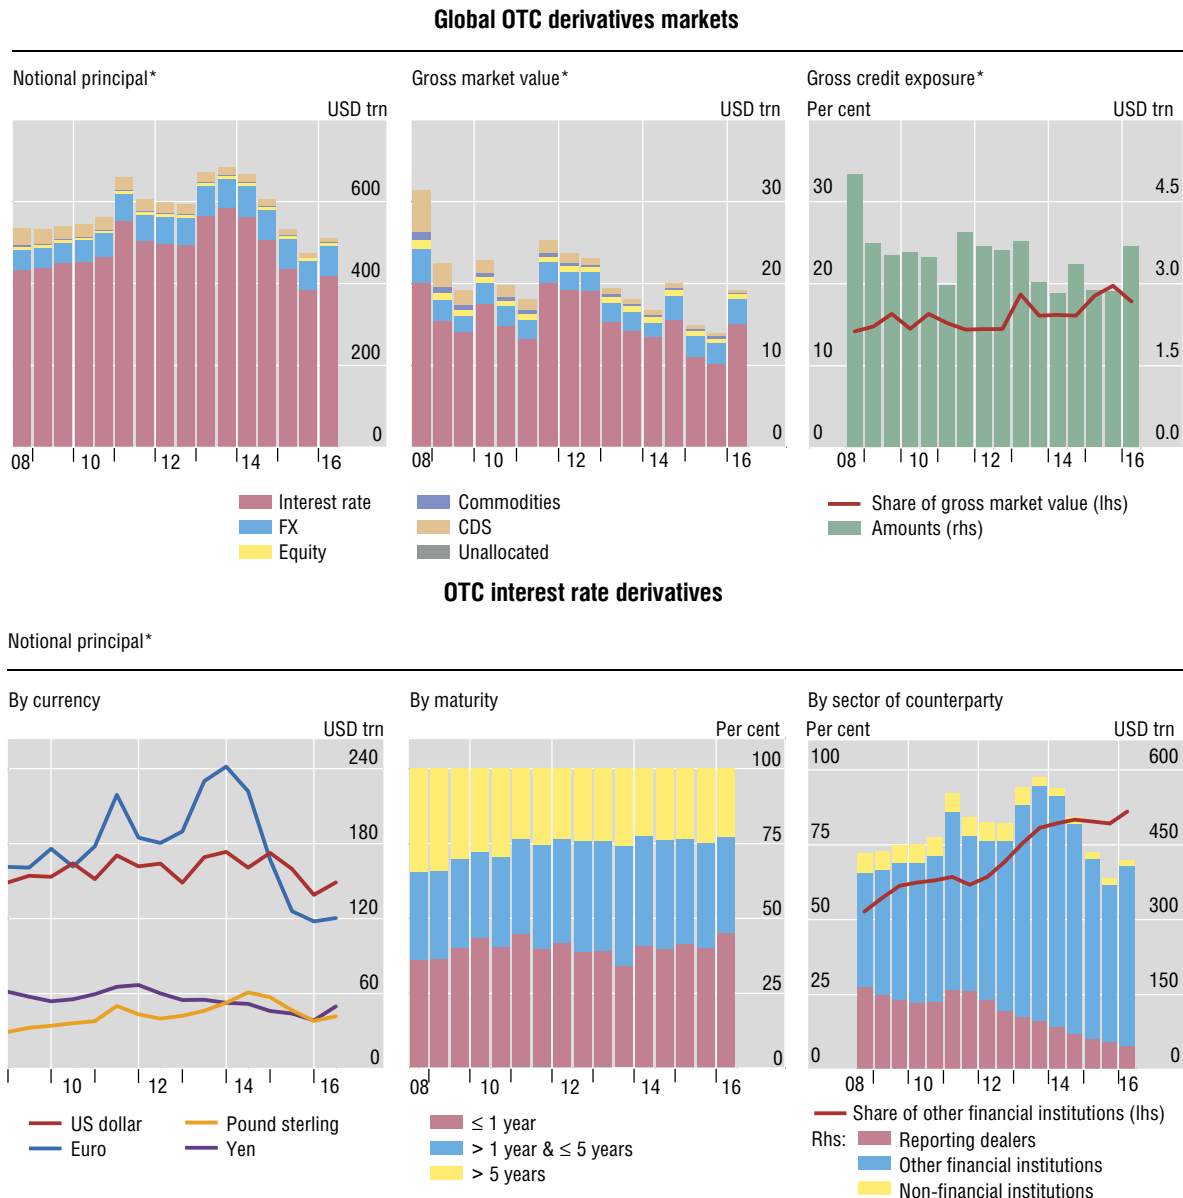 Global OTC derivatives markets
Notional principal*
Gross market value*
Gross credit exposure*
USD trn
USD trn
Per cent
USD trn
600
400
200
0
30
20
10
0
30
20
10
0
4.5
3.0
1.5
0.0
08 10 12 14 16
08 10 12 14 16
08 10 12 14 16
Interest rate
FX
Equity
Commodities
CDS
Unallocated
Share of gross market value (lhs)
Amounts (rhs)
OTC interest rate derivatives
Notional principal*
By currency
By maturity
By sector of counterparty
USD trn
Per cent
Per cent
USD trn
240
180
120
60
0
100
75
50
25
0
100
75
50
25
0
600
450
300
150
0
10 12 14 16
08 10 12 14 16
08 10 12 14 16
US dollar
Euro
Pound sterling
Yen
≤ 1 year
> 1 year & ≤ 5 years
> 5 years
Share of other financial institutions (lhs)
Rhs: Reporting dealers
Other financial institutions
Non-financial institutions